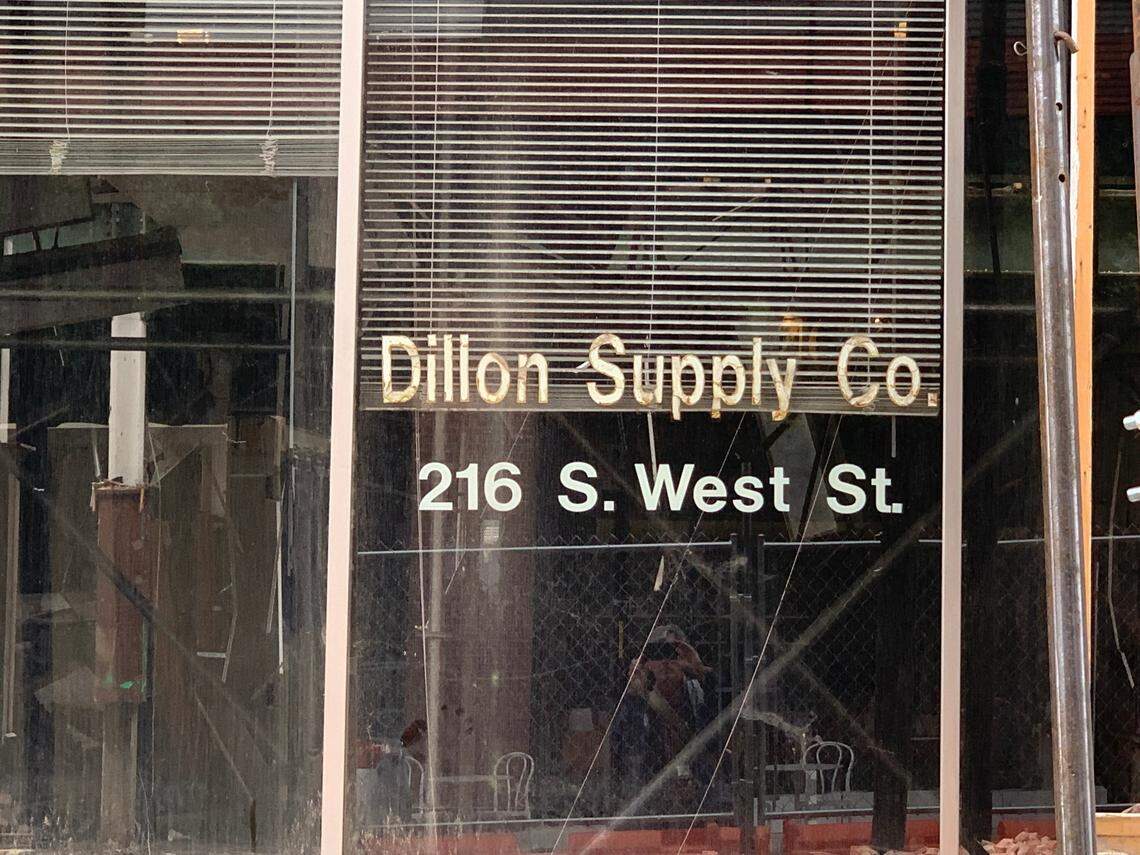 Dillon Supply Co.
216 S. West St.